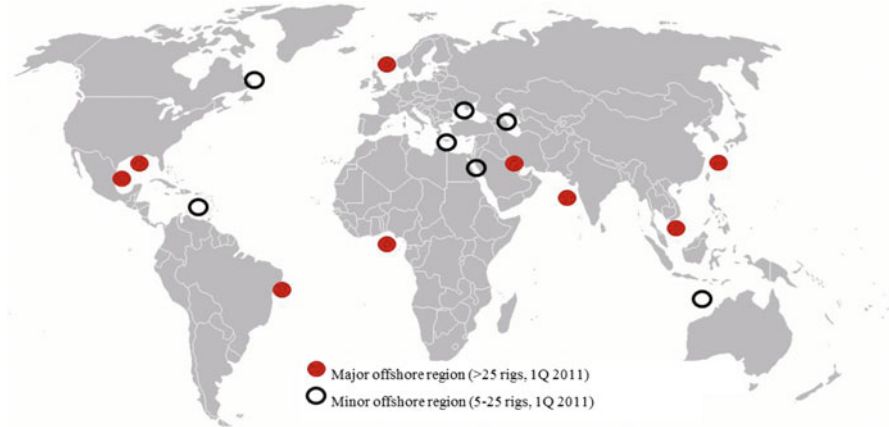 Major offshore region (>25 rigs, 1Q 2011)
Minor offshore region (5-25 rigs, 1Q 2011)